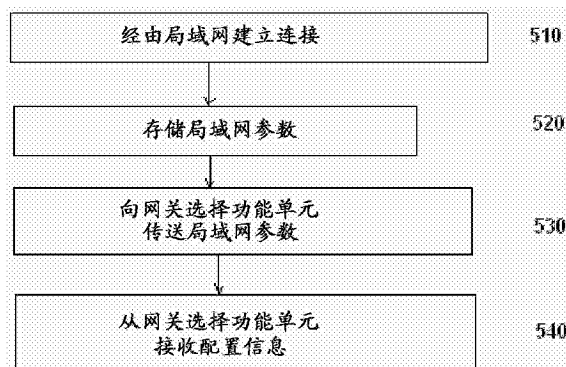 经由局域网建立连接
510
存储局域网参数
520
向网关选择功能单元
传送局域网参数
530
从网关选择功能单元
接收配置信息
540